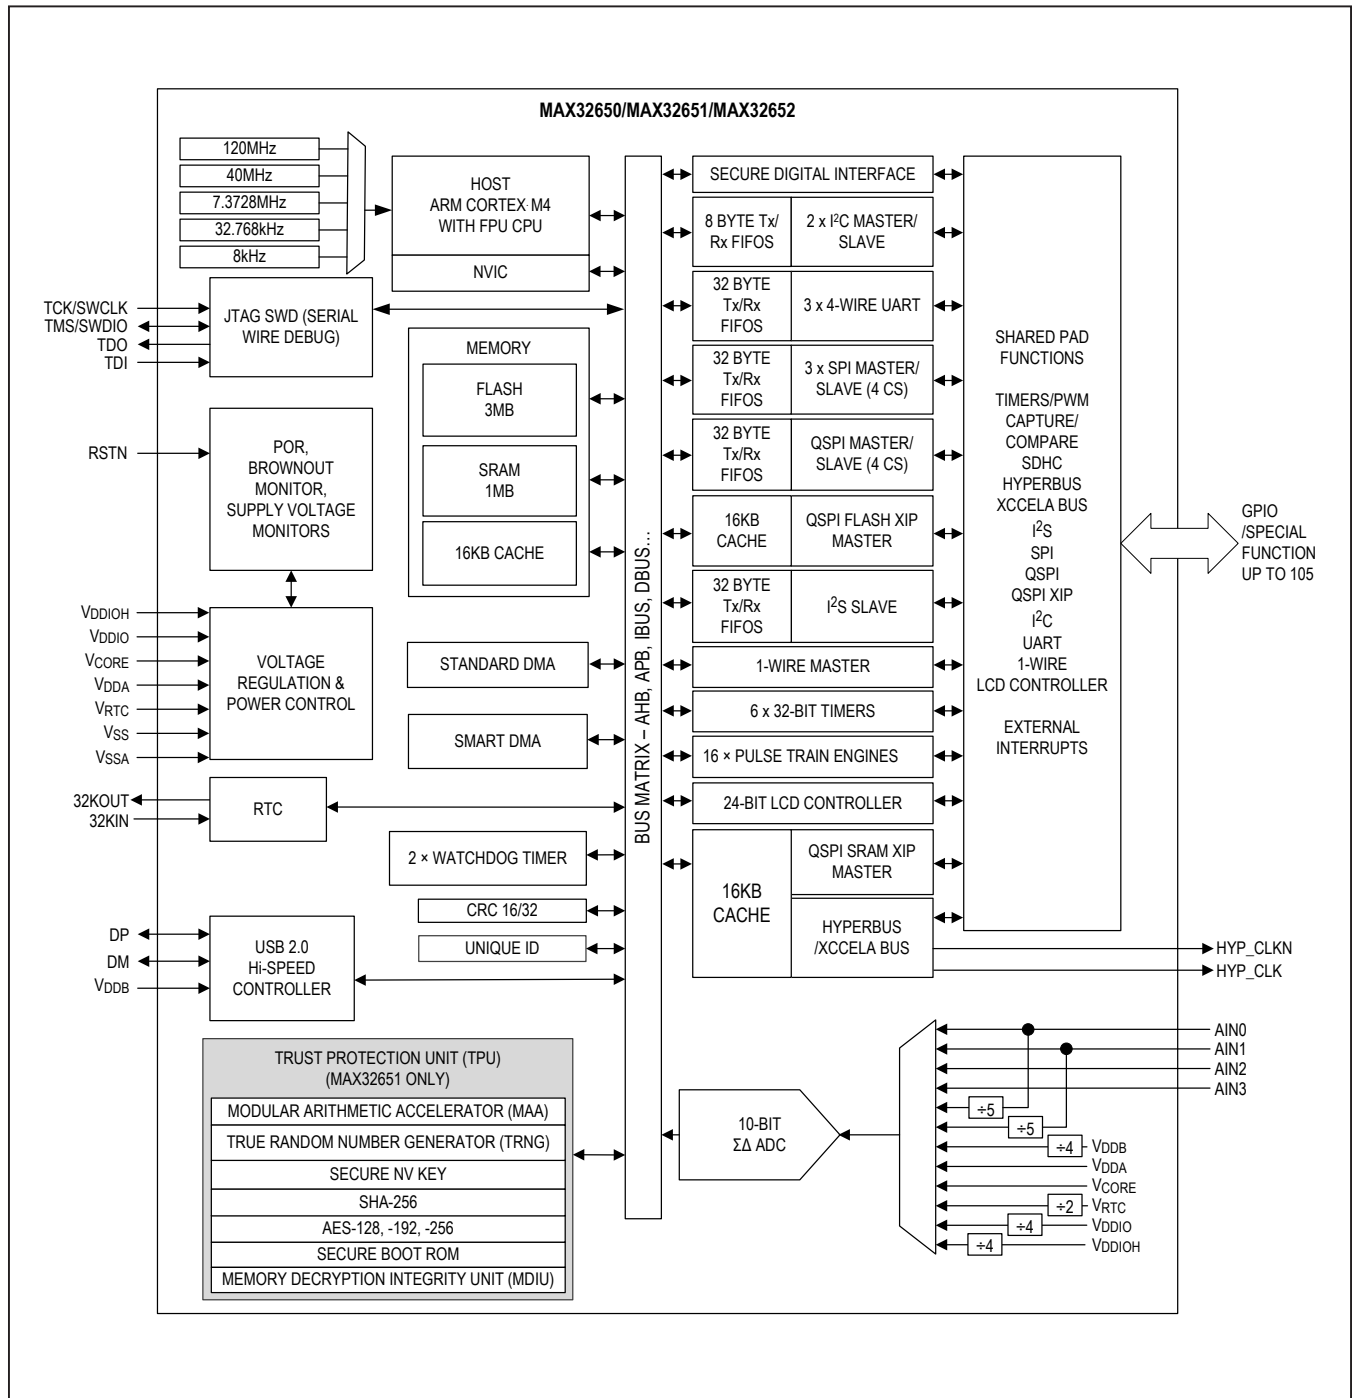 MAX32650/MAX32651/MAX32652
120MHz
40MHz
7.3728MHz
32.768kHz
8kHz
HOST
ARM CORTEX-M4
WITH FPU CPU
NVIC
TCK/SWCLK
TMS/SWDIO
TDO
TDI
JTAG SWD (SERIAL
WIRE DEBUG)
MEMORY
FLASH
3MB
SRAM
1MB
16KB CACHE
RSTN
POR,
BROWNOUT
MONITOR,
SUPPLY VOLTAGE
MONITORS
VDDIOH
VDDIO
VCORE
VDDA
VRTC
VSS
VSSA
VOLTAGE
REGULATION &
POWER CONTROL
STANDARD DMA
SMART DMA
32KOUT
32KIN
RTC
2 × WATCHDOG TIMER
CRC 16/32
UNIQUE ID
DP
DM
VDDB
USB 2.0
Hi-SPEED
CONTROLLER
TRUST PROTECTION UNIT (TPU)
(MAX32651 ONLY)
MODULAR ARITHMETIC ACCELERATOR (MAA)
TRUE RANDOM NUMBER GENERATOR (TRNG)
SECURE NV KEY
SHA-256
AES-128, -192, -256
SECURE BOOT ROM
MEMORY DECRYPTION INTEGRITY UNIT (MDIU)
BUS MATRIX – AHB, APB, IBUS, DBUS…
SECURE DIGITAL INTERFACE
8 BYTE Tx/
Rx FIFOS
2 x I²C MASTER/
SLAVE
32 BYTE
Tx/Rx
FIFOS
3 x 4-WIRE UART
32 BYTE
Tx/Rx
FIFOS
3 x SPI MASTER/
SLAVE (4 CS)
32 BYTE
Tx/Rx
FIFOS
QSPI MASTER/
SLAVE (4 CS)
16KB
CACHE
QSPI FLASH XIP
MASTER
32 BYTE
Tx/Rx
FIFOS
I²S SLAVE
1-WIRE MASTER
6 x 32-BIT TIMERS
16 × PULSE TRAIN ENGINES
24-BIT LCD CONTROLLER
16KB
CACHE
QSPI SRAM XIP
MASTER
HYPERBUS
/XCCELA BUS
SHARED PAD
FUNCTIONS
TIMERS/PWM
CAPTURE/
COMPARE
SDHC
HYPERBUS
XCCELA BUS
I²S
SPI
QSPI
QSPI XIP
I²C
UART
1-WIRE
LCD CONTROLLER
EXTERNAL
INTERRUPTS
GPIO
/SPECIAL
FUNCTION
UP TO 105
HYP_CLKN
HYP_CLK
10-BIT
ΣΔ ADC
AIN0
AIN1
AIN2
AIN3
÷5
÷5
÷4 VDDB
VDDA
VCORE
÷2 VRTC
÷4 VDDIO
÷4 VDDIOH